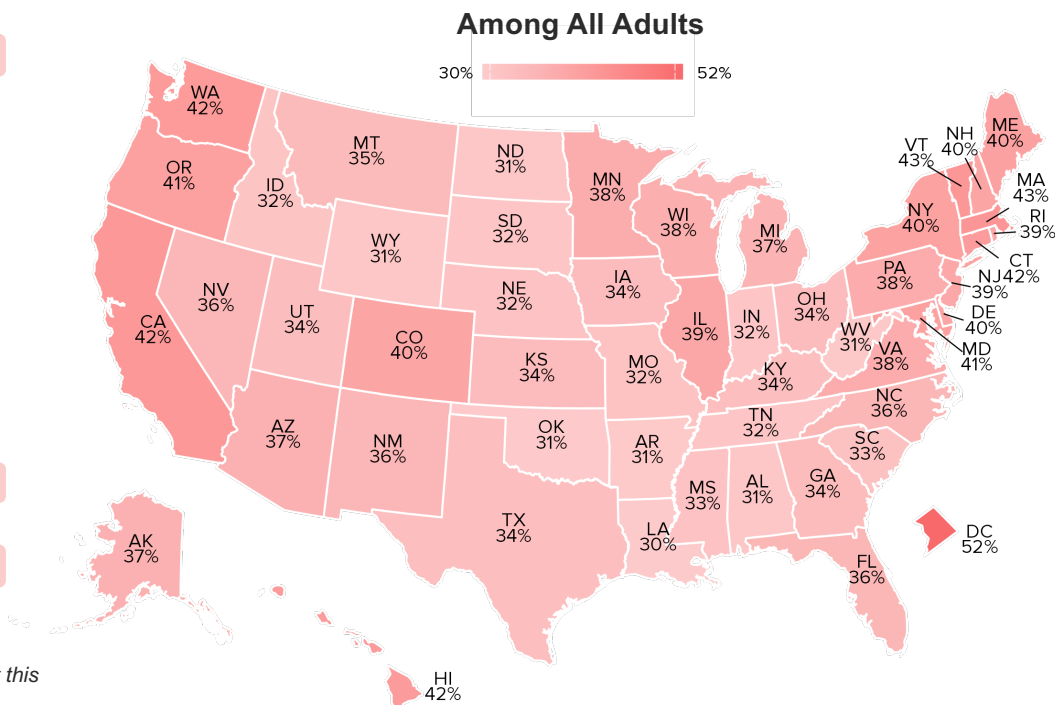 Among All Adults
30% 52%
WA
42%
OR
41%
CA
42%
ID
32%
NV
36%
MT
35%
WY
31%
UT
34%
AZ
37%
CO
40%
NM
36%
ND
31%
SD
32%
NE
32%
KS
34%
OK
31%
TX
34%
MN
38%
IA
34%
MO
32%
AR
31%
LA
30%
WI
38%
IL
39%
MI
37%
IN
32%
OH
34%
KY
34%
TN
32%
MS
33%
AL
31%
GA
34%
FL
36%
SC
33%
NC
36%
VA
38%
WV
31%
PA
38%
NY
40%
VT
43%
NH
40%
ME
40%
MA
43%
RI
39%
CT
42%
NJ
39%
DE
40%
MD
41%
DC
52%
AK
37%
HI
42%
this